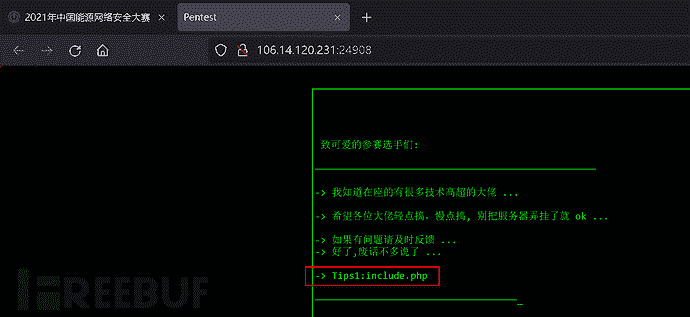 2021年中国能源网络安全大赛
Pentest
106.14.120.231:24908
致可爱的参赛选手们:
-> 我知道在座的有很多技术高超的大佬 ...
-> 希望各位大佬轻点搞，慢点搞, 别把服务器弄挂了就 ok ...
-> 如果有问题请及时反馈 ...
-> 好了,废话不多说了 ...
-> Tips1:include.php
FREEBUF